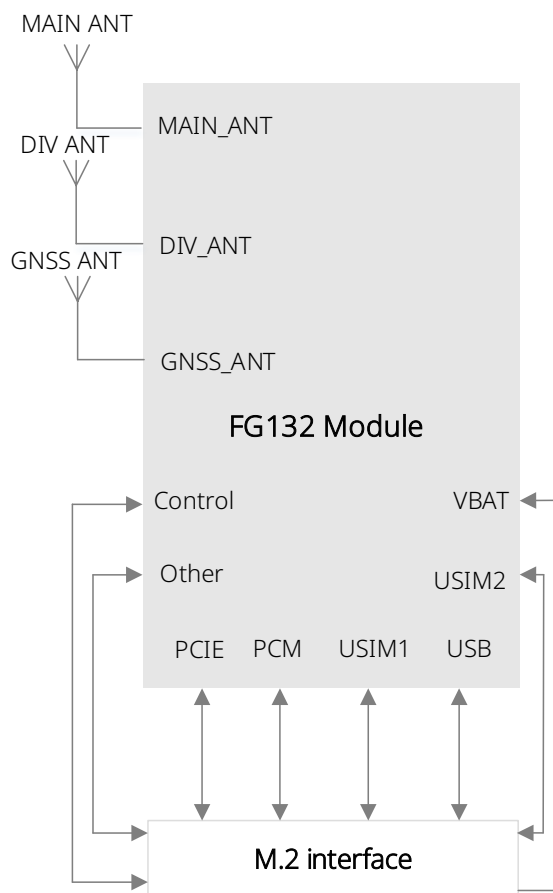 MAIN ANT
MAIN_ANT
DIV ANT
DIV_ANT
GNSS ANT
GNSS_ANT
FG132 Module
Control
VBAT
Other
USIM2
PCIE
PCM
USIM1
USB
M.2 interface